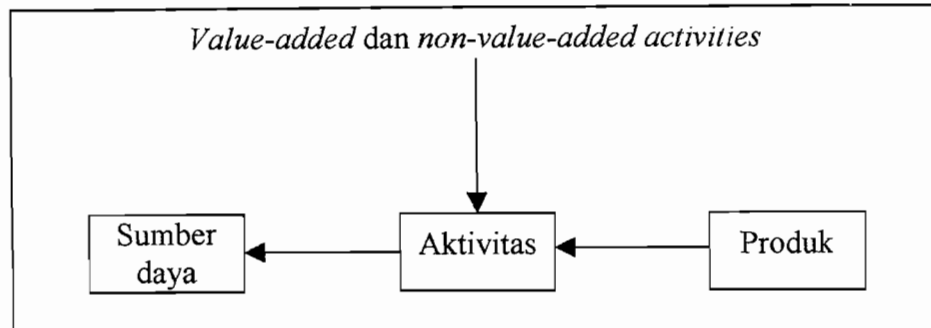 Value-added dan non-value-added activities
Sumber
daya
Aktivitas
Produk